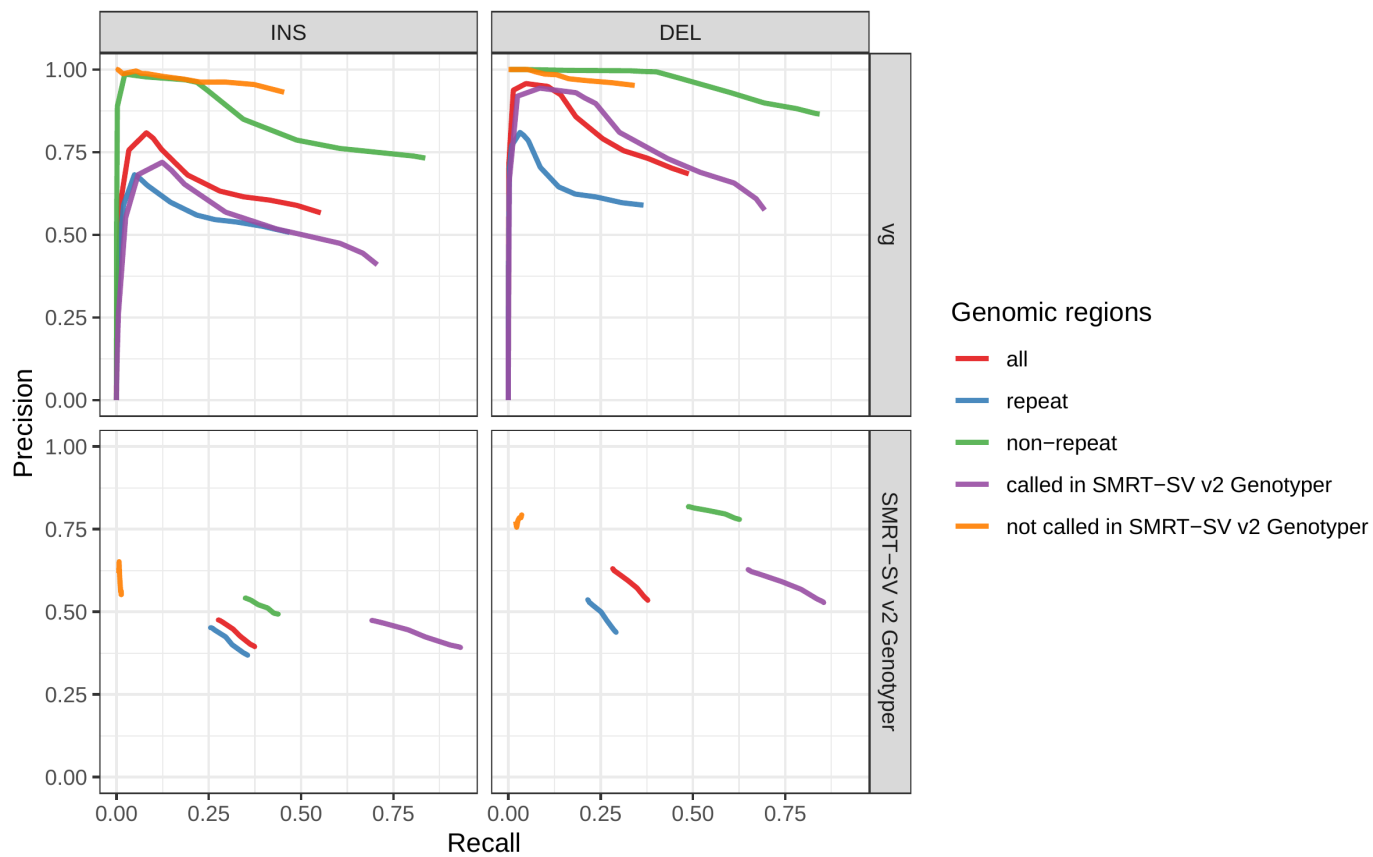 INS
DEL
1.00
0.75
0.50
0.25
0.00
vg
1.00
0.75
0.50
0.25
0.00
SMRT−SV v2 Genotyper
0.00 0.25 0.50 0.75
0.00 0.25 0.50 0.75
Recall
Precision
Genomic regions
all
repeat
non−repeat
called in SMRT−SV v2 Genotyper
not called in SMRT−SV v2 Genotyper